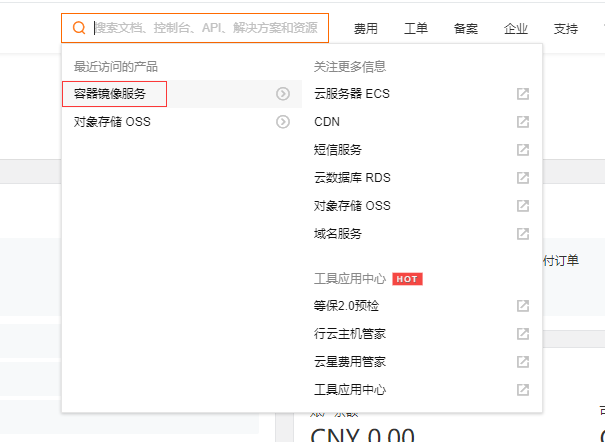 搜索文档、控制台、API、解决方案和资源
费用 工单 备案 企业 支持
最近访问的产品
容器镜像服务
对象存储 OSS
关注更多信息
云服务器 ECS
CDN
短信服务
云数据库 RDS
对象存储 OSS
域名服务
工具应用中心 HOT
等保2.0预检
行云主机管家
云星费用管家
工具应用中心
付订单
CNY 0.00